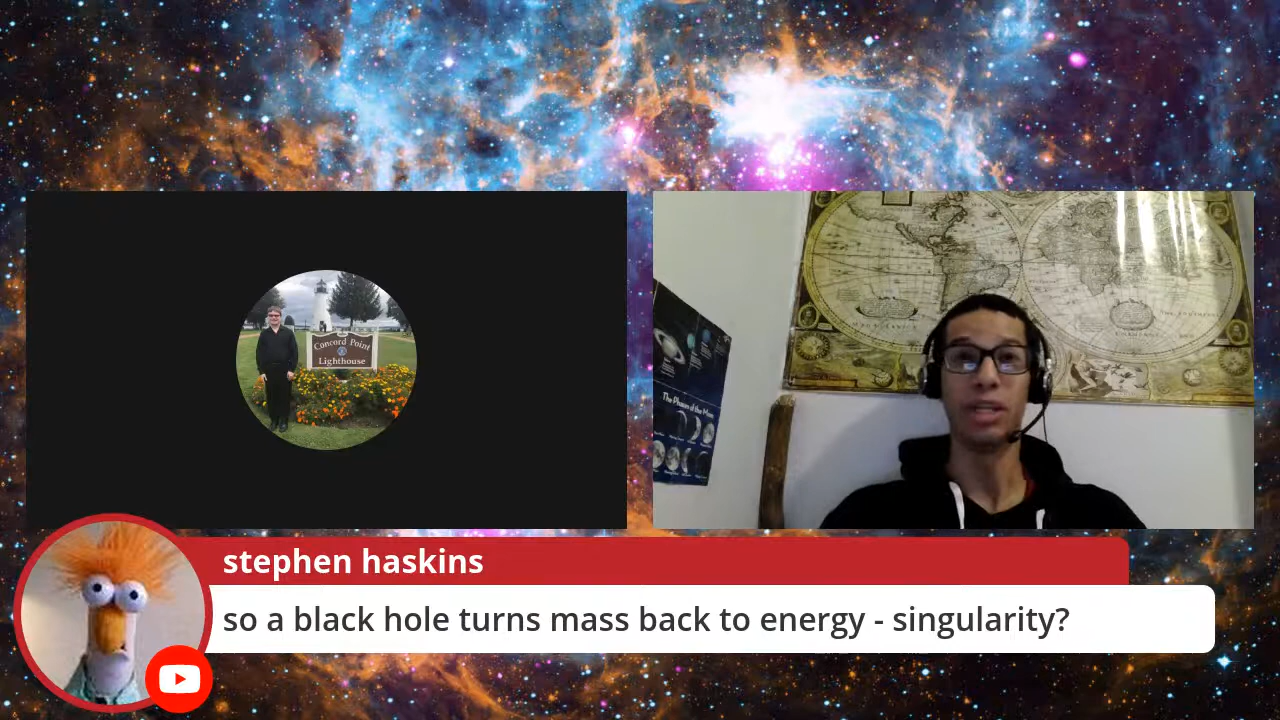 Concord Point
Lighthouse
The Phases of the Moon
stephen haskins
so a black hole turns mass back to energy - singularity?